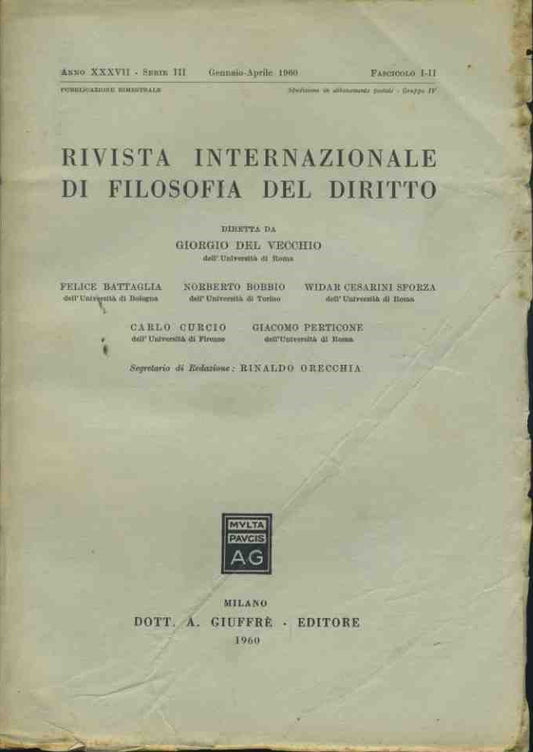 ANNO XXXVII - SERIE III Gennaio-Aprile 1960 FASCICOLO I-II
PUBBLICAZIONE BIMESTRALE Spedizione in abbonamento postale - Gruppo IV
RIVISTA INTERNAZIONALE
DI FILOSOFIA DEL DIRITTO
DIRETTA DA
GIORGIO DEL VECCHIO
dell'Università di Roma
FELICE BATTAGLIA NORBERTO BOBBIO WIDAR CESARINI SFORZA
dell'Università di Bologna dell'Università di Torino dell'Università di Roma
CARLO CURCIO GIACOMO PERTICONE
dell'Università di Firenze dell'Università di Roma
Segretario di Redazione: RINALDO ORECCHIA
MVLTA
PAVCIS
AG
MILANO
DOTT. A. GIUFFRÈ - EDITORE
1960